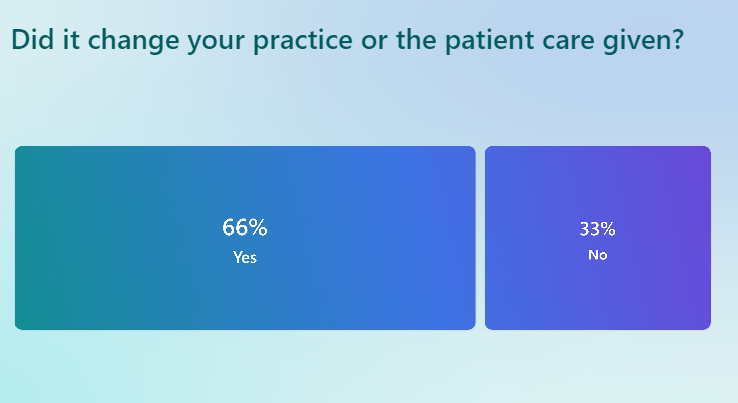 Did it change your practice or the patient care given?
66%
Yes
33%
No